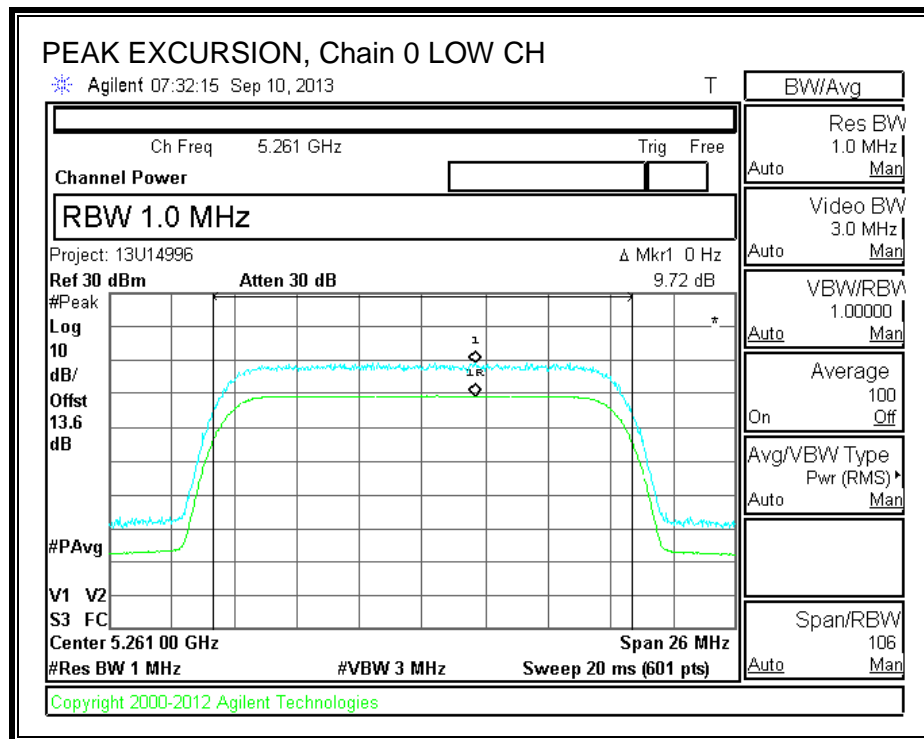 PEAK EXCURSION, Chain 0 LOW CH
Agilent 07:32:15 Sep 10, 2013 T
Ch Freq 5.261 GHz Trig Free
Channel Power
RBW 1.0 MHz
Project: 13U14996 Δ Mkr1 0 Hz
Ref 30 dBm Atten 30 dB 9.72 dB
#Peak
Log
10
dB/
Offst
13.6
dB
*
1
1R
#PAvg
V1 V2
S3 FC
Center 5.261 00 GHz Span 26 MHz
#Res BW 1 MHz #VBW 3 MHz Sweep 20 ms (601 pts)
Copyright 2000-2012 Agilent Technologies
BW/Avg
Res BW
1.0 MHz
Auto Man
Video BW
3.0 MHz
Auto Man
VBW/RBW
1.00000
Auto Man
Average
100
On Off
Avg/VBW Type
Pwr (RMS)
Auto Man
Span/RBW
106
Auto Man